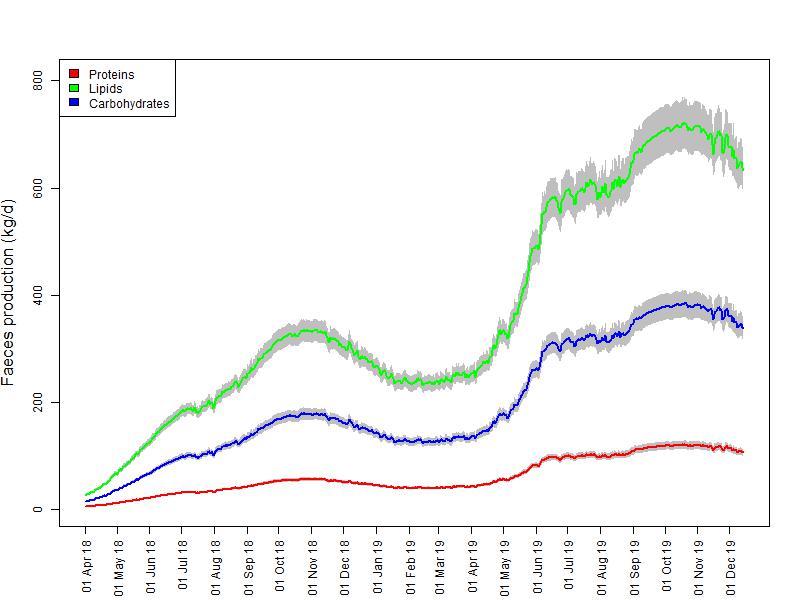 Proteins
Lipids
Carbohydrates
Faeces production (kg/d)
800
600
400
200
0
01 Apr 18
01 May 18
01 Jun 18
01 Jul 18
01 Aug 18
01 Sep 18
01 Oct 18
01 Nov 18
01 Dec 18
01 Jan 19
01 Feb 19
01 Mar 19
01 Apr 19
01 May 19
01 Jun 19
01 Jul 19
01 Aug 19
01 Sep 19
01 Oct 19
01 Nov 19
01 Dec 19